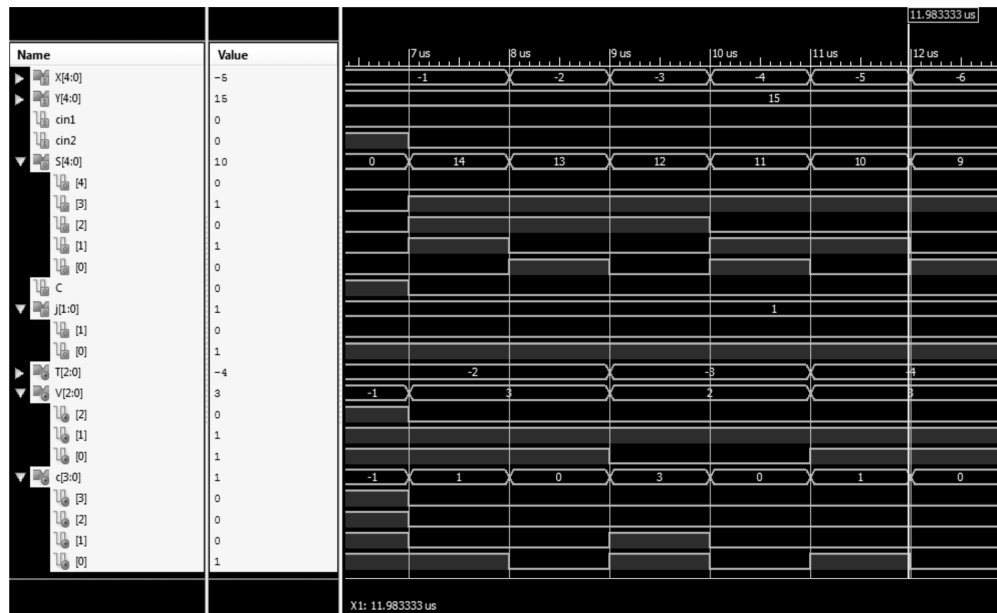 11.983333 us
Name Value 7 us 8 us 9 us 10 us 11 us 12 us
X[4:0] -5 -1 -2 -3 -4 -5 -6
Y[4:0] 15 15
cin1 0
cin2 0
S[4:0] 10 0 14 13 12 11 10 9
[4] 0
[3] 1
[2] 0
[1] 1
[0] 0
C 0
j[1:0] 1 1
[1] 0
[0] 1
T[2:0] -4 -2 -3 -4
V[2:0] 3 -1 3 2 3
[2] 0
[1] 1
[0] 1
c[3:0] 1 -1 1 0 3 0 1 0
[3] 0
[2] 0
[1] 0
[0] 1
X1: 11.983333 us